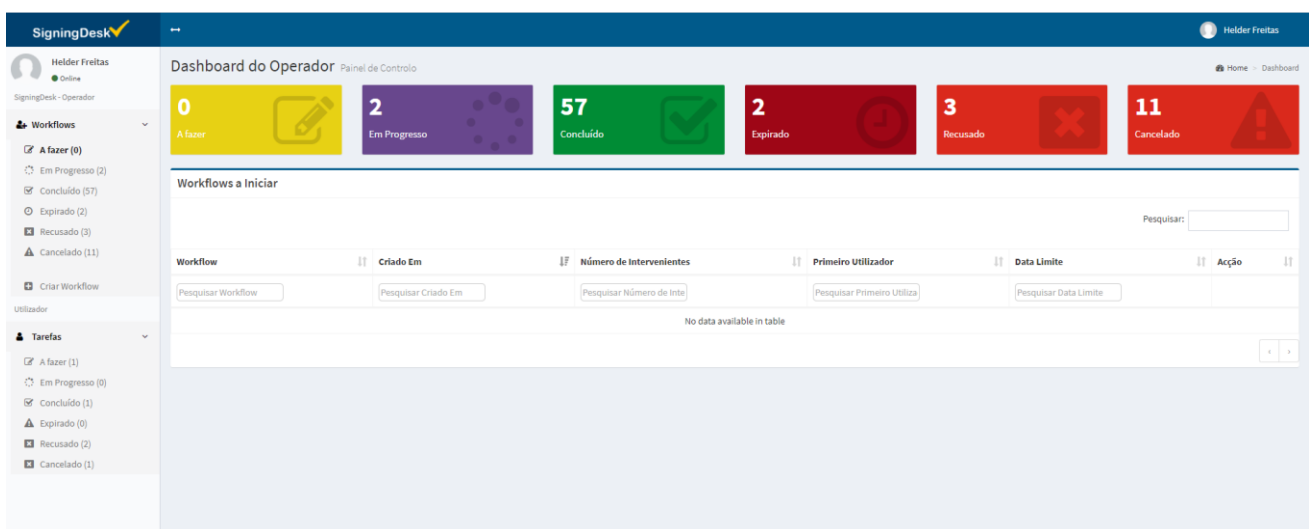 SigningDesk
Helder Freitas
Helder Freitas
Online
SigningDesk - Operador
Workflows
A fazer (0)
Em Progresso (2)
Concluído (57)
Expirado (2)
Recusado (3)
Cancelado (11)
Criar Workflow
Utilizador
Tarefas
A fazer (1)
Em Progresso (0)
Concluído (1)
Expirado (0)
Recusado (2)
Cancelado (1)
Dashboard do Operador Painel de Controlo
Home > Dashboard
0
A fazer
2
Em Progresso
57
Concluído
2
Expirado
3
Recusado
11
Cancelado
Workflows a Iniciar
Pesquisar:
Workflow Criado Em Número de Intervenientes Primeiro Utilizador Data Limite Acção
Pesquisar Workflow Pesquisar Criado Em Pesquisar Número de Inte Pesquisar Primeiro Utiliza Pesquisar Data Limite
No data available in table